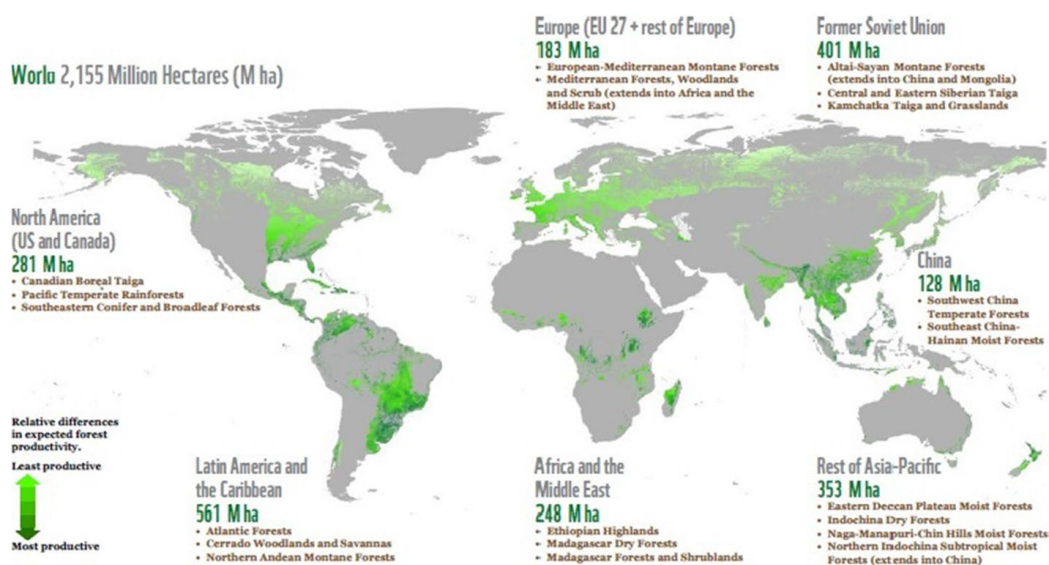 World 2,155 Million Hectares (M ha)
Europe (EU 27 + rest of Europe)
183 M ha
• European-Mediterranean Montane Forests
• Mediterranean Forests, Woodlands
and Scrub (extends into Africa and the
Middle East)
Former Soviet Union
401 M ha
• Altai-Sayan Montane Forests
(extends into China and Mongolia)
• Central and Eastern Siberian Taiga
• Kamchatka Taiga and Grasslands
North America
(US and Canada)
281 M ha
• Canadian Boreal Taiga
• Pacific Temperate Rainforests
• Southeastern Conifer and Broadleaf Forests
China
128 M ha
• Southwest China
Temperate Forests
• Southeast China-
Hainan Moist Forests
Relative differences
in expected forest
productivity.
Least productive
Most productive
Latin America and
the Caribbean
561 M ha
• Atlantic Forests
• Cerrado Woodlands and Savannas
• Northern Andean Montane Forests
Africa and the
Middle East
248 M ha
• Ethiopian Highlands
• Madagascar Dry Forests
• Madagascar Forests and Shrublands
Rest of Asia-Pacific
353 M ha
• Eastern Deccan Plateau Moist Forests
• Indochina Dry Forests
• Naga-Manapuri-Chin Hills Moist Forests
• Northern Indochina Subtropical Moist
Forests (extends into China)